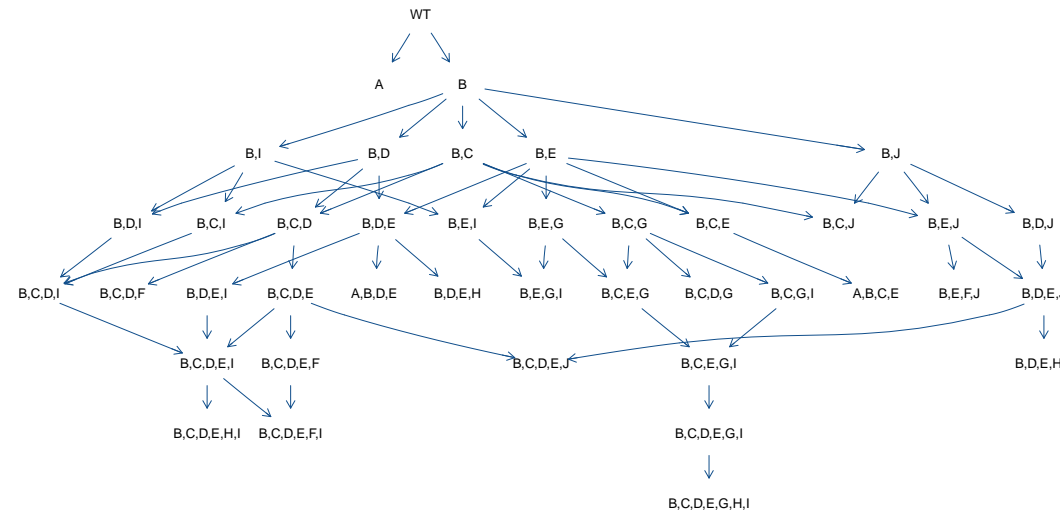 WT
A B
B,I B,D B,C B,E B,J
B,D,I B,C,I B,C,D B,D,E B,E,I B,E,G B,C,G B,C,E B,C,J B,E,J B,D,J
B,C,D,I B,C,D,F B,D,E,I B,C,D,E A,B,D,E B,D,E,H B,E,G,I B,C,E,G B,C,D,G B,C,G,I A,B,C,E B,E,F,J B,D,E,
B,C,D,E,I B,C,D,E,F B,C,D,E,J B,C,E,G,I B,D,E,H
B,C,D,E,H,I B,C,D,E,F,I B,C,D,E,G,I
B,C,D,E,G,H,I